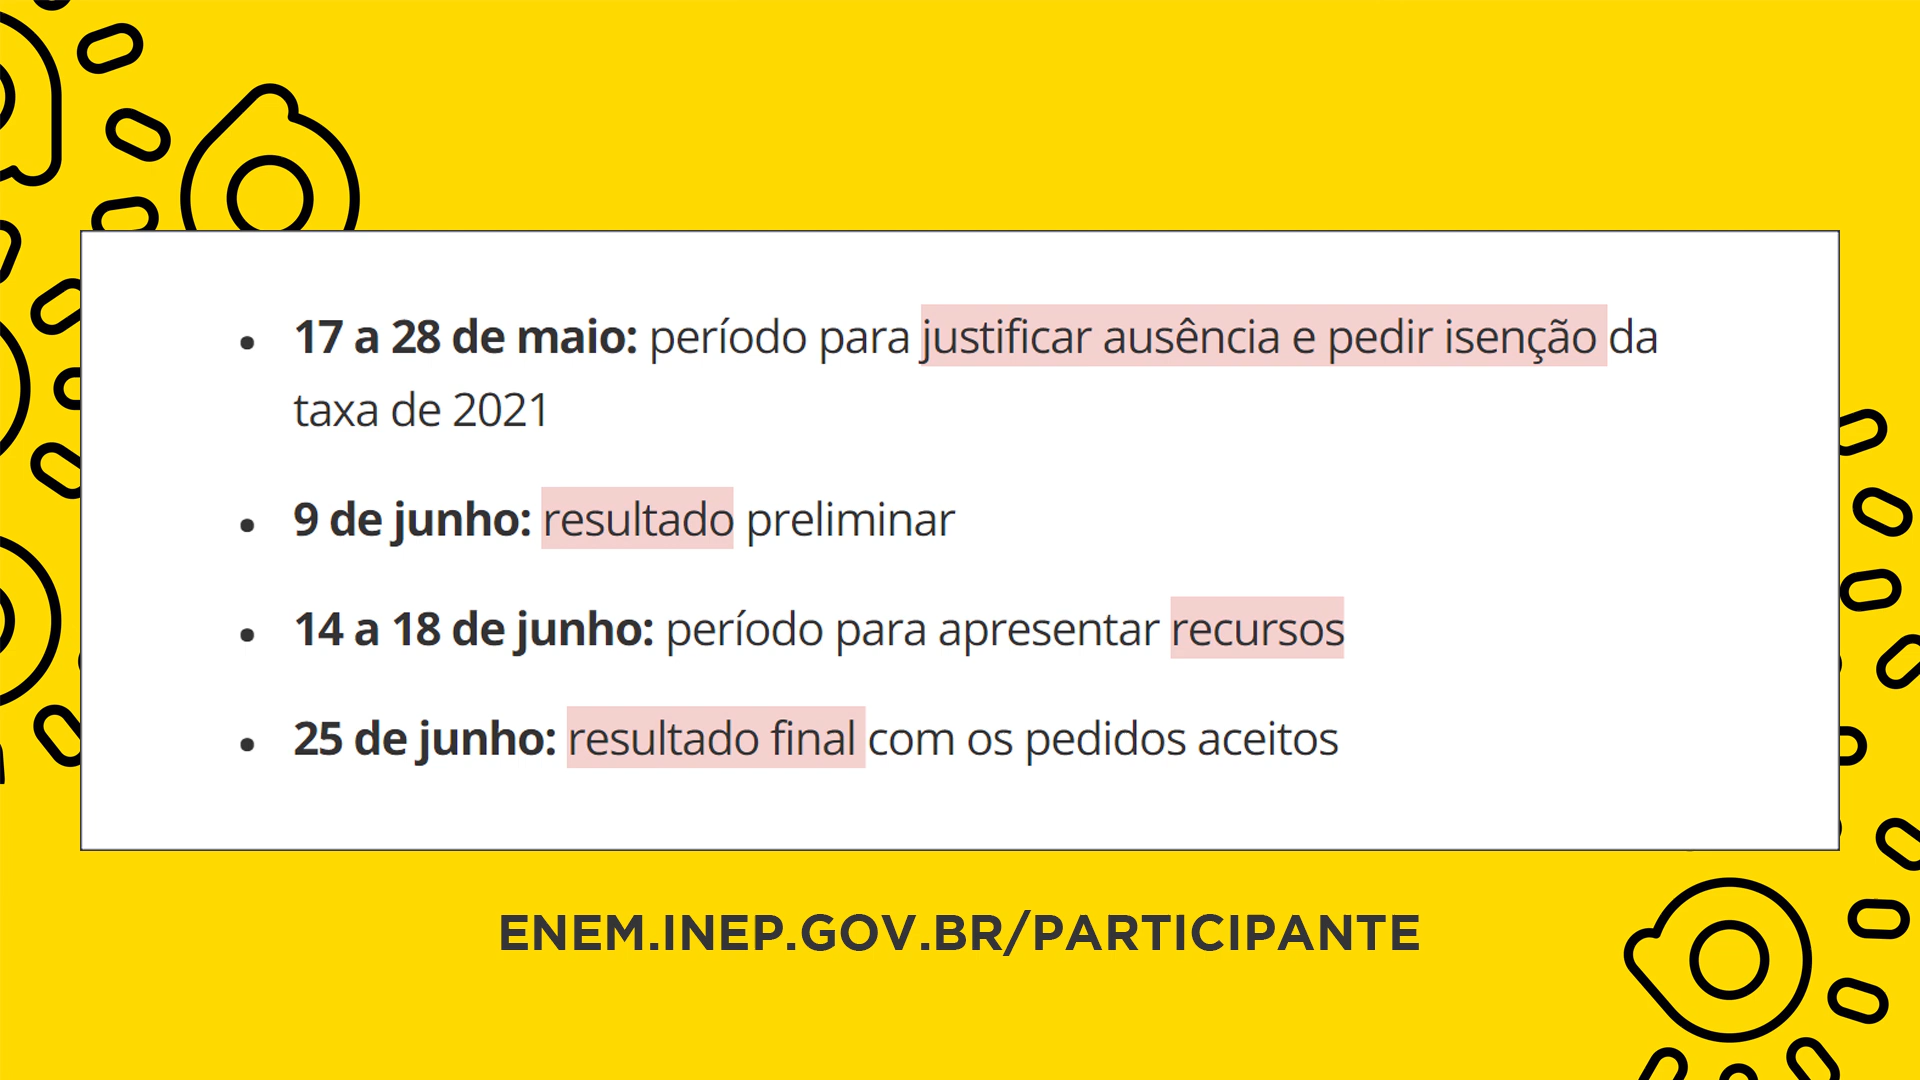 17 a 28 de maio: período para justificar ausência e pedir isenção da
taxa de 2021
9 de junho: resultado preliminar
14 a 18 de junho: período para apresentar recursos
25 de junho: resultado final com os pedidos aceitos
ENEM.INEP.GOV.BR/PARTICIPANTE